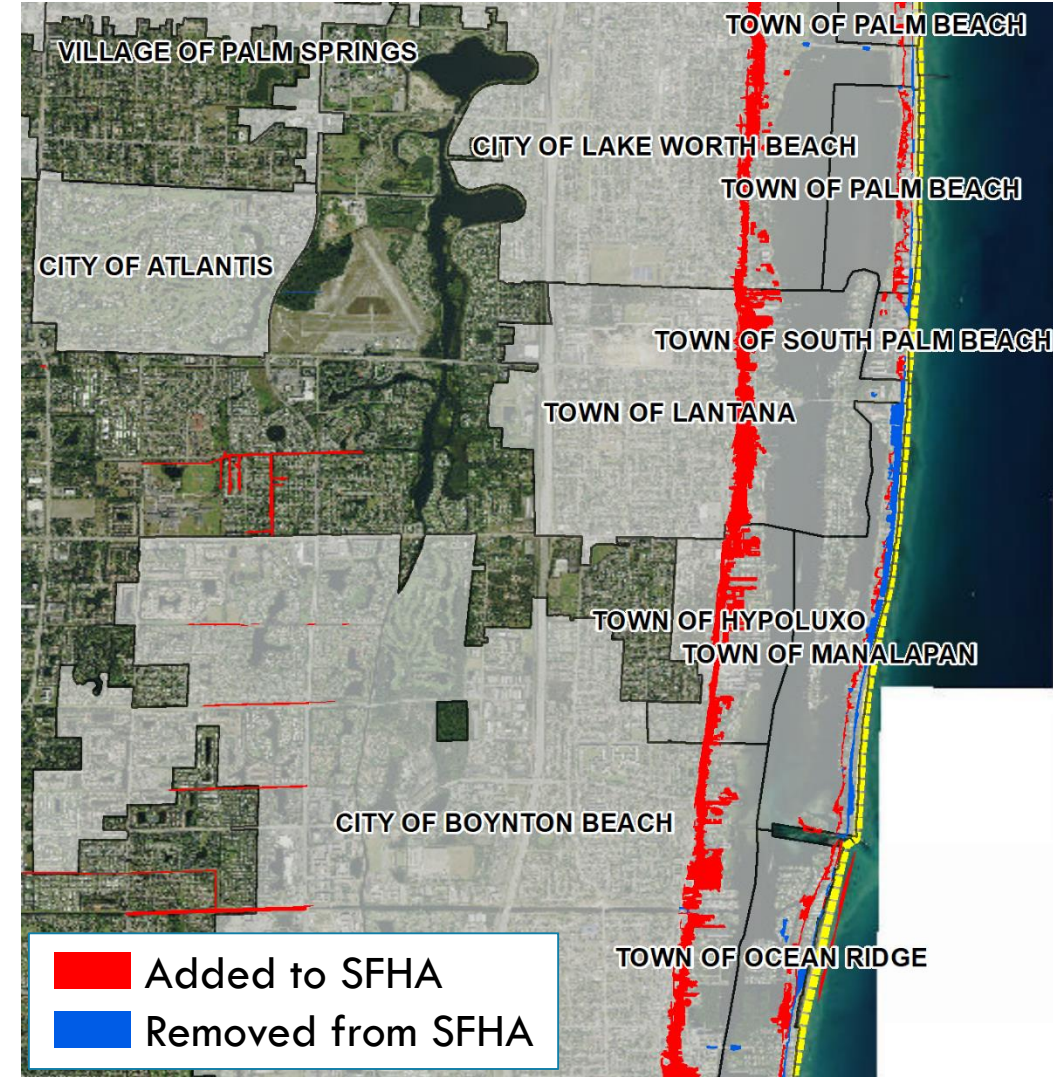 TOWN OF PALM BEACH
VILLAGE OF PALM SPRINGS
CITY OF LAKE WORTH BEACH
TOWN OF PALM BEACH
CITY OF ATLANTIS
TOWN OF SOUTH PALM BEACH
TOWN OF LANTANA
TOWN OF HYPOLUXO
TOWN OF MANALAPAN
CITY OF BOYNTON BEACH
TOWN OF OCEAN RIDGE
Added to SFHA
Removed from SFHA